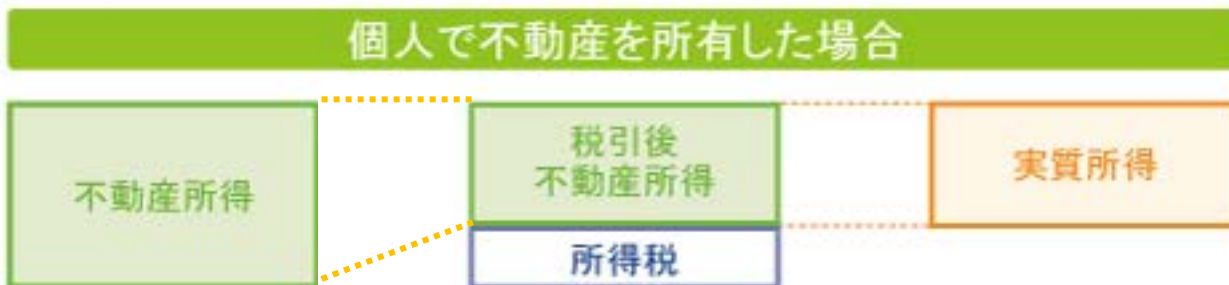 個人で不動産を所有した場合
不動産所得
税引後
不動産所得
実質所得
所得税